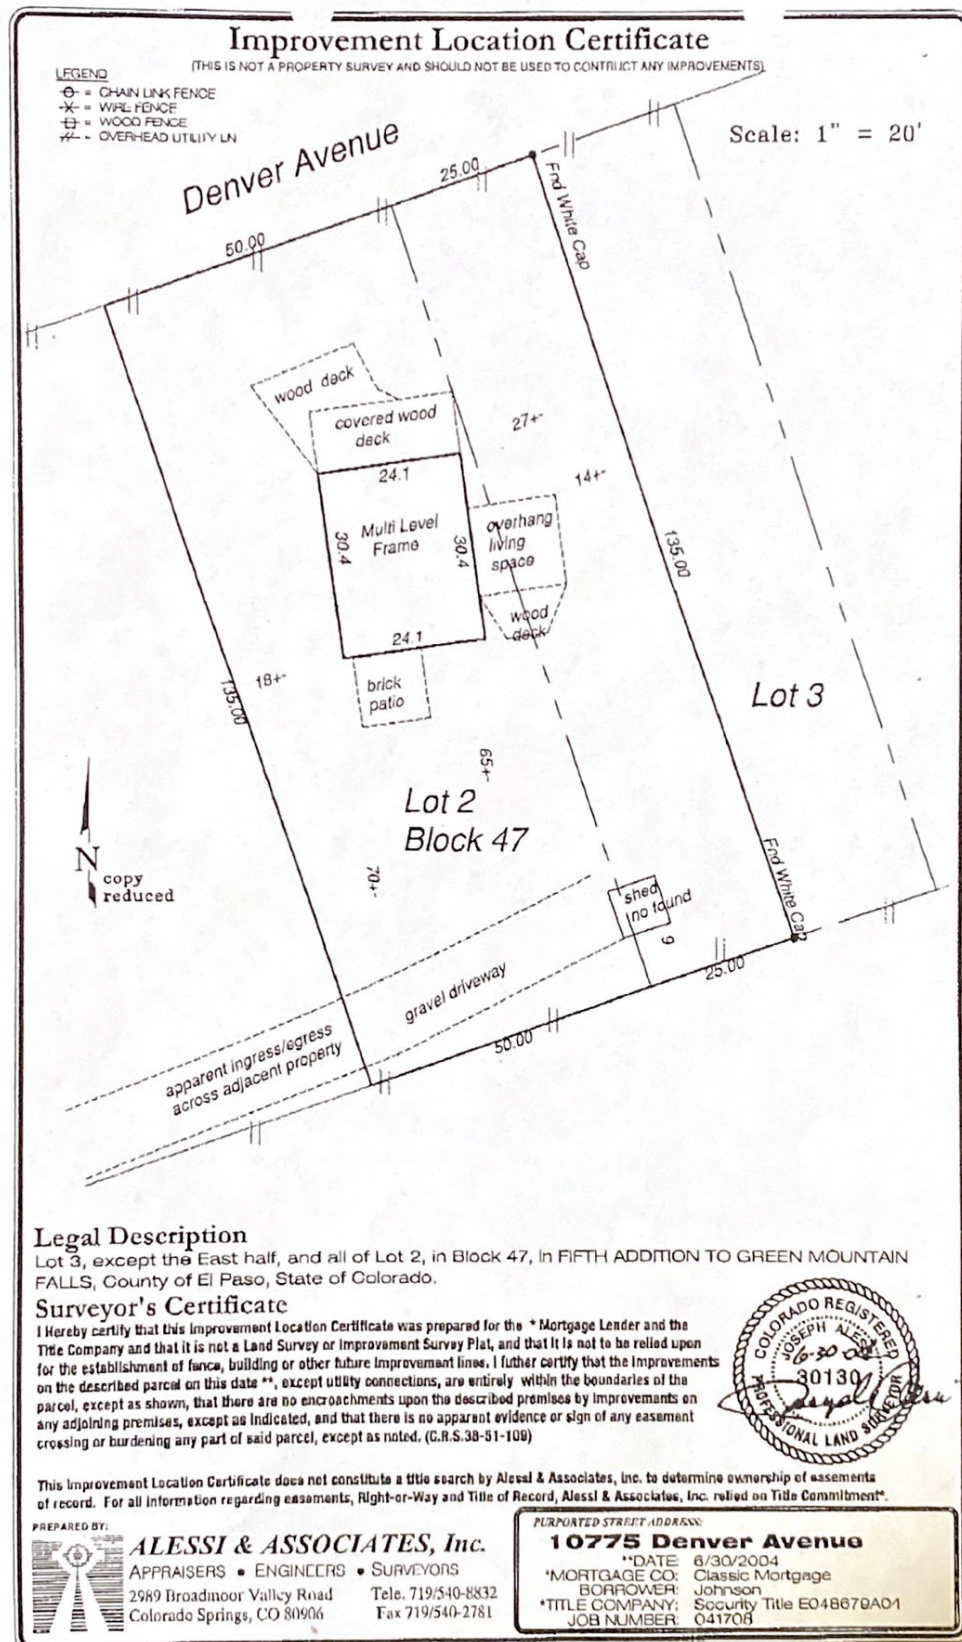 Improvement Location Certificate
(THIS IS NOT A PROPERTY SURVEY AND SHOULD NOT BE USED TO CONTRUCT ANY IMPROVEMENTS)
LEGEND
= CHAIN LINK FENCE
= WIRE FENCE
= WOOD FENCE
= OVERHEAD UTILITY LN
Scale: 1" = 20'
Denver Avenue
25.00
50.00
Fnd White Cap
wood deck
covered wood
deck
27+-
14+-
24.1
Multi Level
Frame
30.4
30.4
overhang
living
space
135.00
wood
deck
24.1
18+-
135.00
brick
patio
Lot 3
65+-
Lot 2
Block 47
N
copy
reduced
70+-
Fnd White Cap
shed
no found
9
25.00
gravel driveway
50.00
apparent ingress/egress
across adjacent property
Legal Description
Lot 3, except the East half, and all of Lot 2, in Block 47, in FIFTH ADDITION TO GREEN MOUNTAIN
FALLS, County of El Paso, State of Colorado.
Surveyor's Certificate
I Hereby certify that this Improvement Location Certificate was prepared for the * Mortgage Lender and the
Title Company and that it is not a Land Survey or Improvement Survey Plat, and that it is not to be relied upon
for the establishment of fence, building or other future improvement lines. I futher certify that the improvements
on the described parcel on this date **, except utility connections, are entirely within the boundaries of the
parcel, except as shown, that there are no encroachments upon the described premises by improvements on
any adjoining premises, except as indicated, and that there is no apparent evidence or sign of any easement
crossing or burdening any part of said parcel, except as noted. (C.R.S.38-51-108)
COLORADO REGISTERED
JOSEPH ALESSI
6-30-04
30130
PROFESSIONAL LAND SURVEYOR
This Improvement Location Certificate does not constitute a title search by Alessi & Associates, Inc. to determine ownership of easements
of record. For all information regarding easements, Right-or-Way and Title of Record, Alessi & Associates, Inc. relied on Title Commitment*.
PREPARED BY:
ALESSI & ASSOCIATES, Inc.
APPRAISERS • ENGINEERS • SURVEYORS
2989 Broadmoor Valley Road Tele. 719/540-8832
Colorado Springs, CO 80906 Fax 719/540-2781
PURPORTED STREET ADDRESS:
10775 Denver Avenue
**DATE: 6/30/2004
*MORTGAGE CO: Classic Mortgage
BORROWER: Johnson
*TITLE COMPANY: Security Title E048679A04
JOB NUMBER: 041708